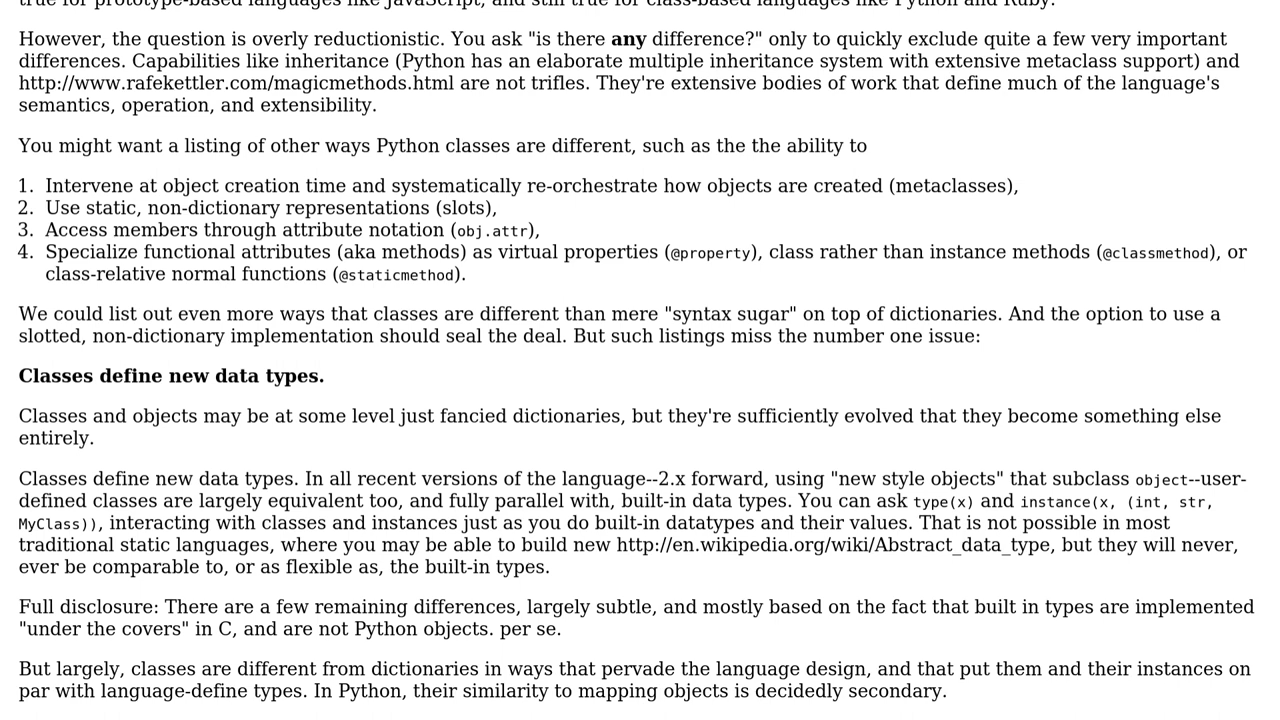 true for prototype-based languages like JavaScript, and still true for class-based languages like Python and Ruby.
However, the question is overly reductionistic. You ask "is there any difference?" only to quickly exclude quite a few very important
differences. Capabilities like inheritance (Python has an elaborate multiple inheritance system with extensive metaclass support) and
http://www.rafekettler.com/magicmethods.html are not trifles. They're extensive bodies of work that define much of the language's
semantics, operation, and extensibility.
You might want a listing of other ways Python classes are different, such as the the ability to
1. Intervene at object creation time and systematically re-orchestrate how objects are created (metaclasses),
2. Use static, non-dictionary representations (slots),
3. Access members through attribute notation (obj.attr),
4. Specialize functional attributes (aka methods) as virtual properties (@property), class rather than instance methods (@classmethod), or
class-relative normal functions (@staticmethod).
We could list out even more ways that classes are different than mere "syntax sugar" on top of dictionaries. And the option to use a
slotted, non-dictionary implementation should seal the deal. But such listings miss the number one issue:
Classes define new data types.
Classes and objects may be at some level just fancied dictionaries, but they're sufficiently evolved that they become something else
entirely.
Classes define new data types. In all recent versions of the language--2.x forward, using "new style objects" that subclass object--user-
defined classes are largely equivalent too, and fully parallel with, built-in data types. You can ask type(x) and instance(x, (int, str,
MyClass)), interacting with classes and instances just as you do built-in datatypes and their values. That is not possible in most
traditional static languages, where you may be able to build new http://en.wikipedia.org/wiki/Abstract_data_type, but they will never,
ever be comparable to, or as flexible as, the built-in types.
Full disclosure: There are a few remaining differences, largely subtle, and mostly based on the fact that built in types are implemented
"under the covers" in C, and are not Python objects. per se.
But largely, classes are different from dictionaries in ways that pervade the language design, and that put them and their instances on
par with language-define types. In Python, their similarity to mapping objects is decidedly secondary.